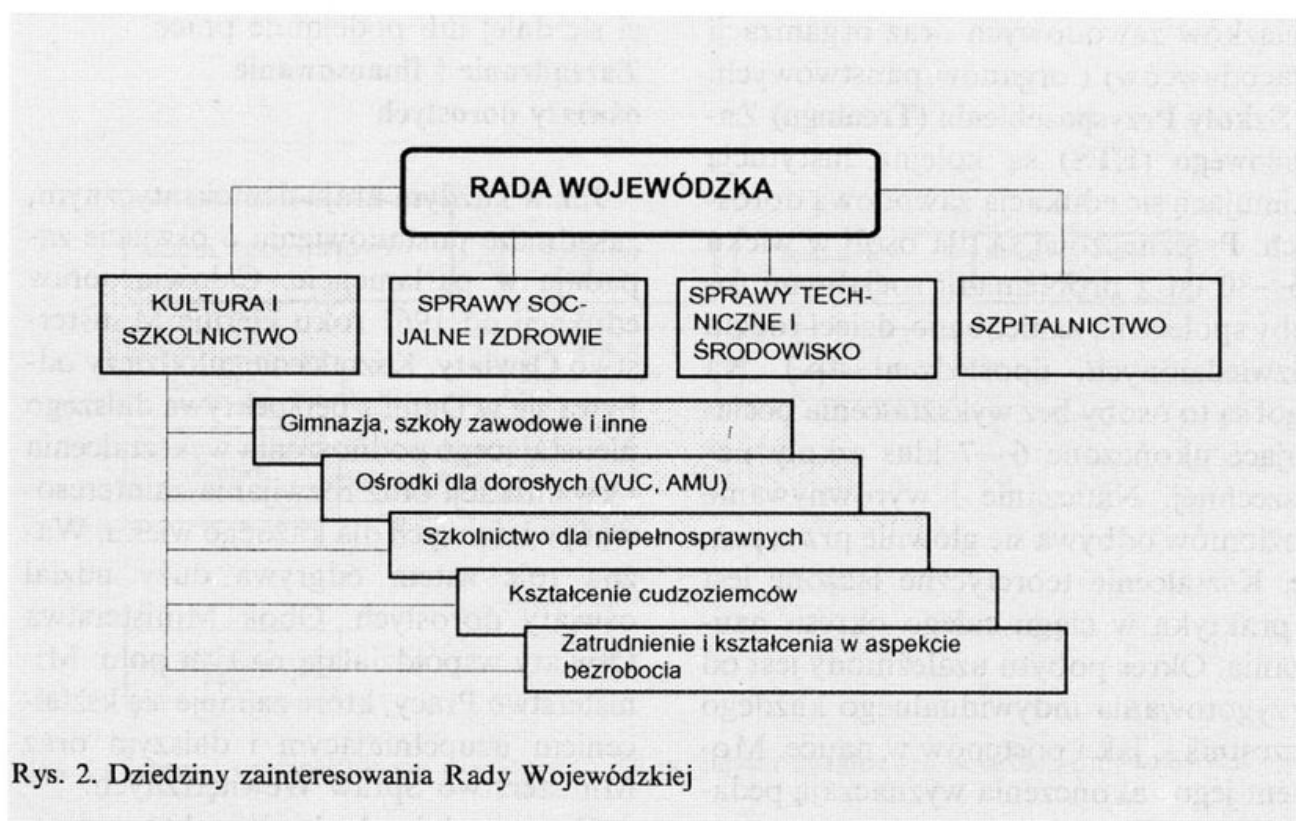 RADA WOJEWÓDZKA
KULTURA I
SZKOLNICTWO
SPRAWY SOC-
JALNE I ZDROWIE
SPRAWY TECH-
NICZNE I
ŚRODOWISKO
SZPITALNICTWO
Gimnazja, szkoły zawodowe i inne
Ośrodki dla dorosłych (VUC, AMU)
Szkolnictwo dla niepełnosprawnych
Kształcenie cudzoziemców
Zatrudnienie i kształcenia w aspekcie
bezrobocia
Rys. 2. Dziedziny zainteresowania Rady Wojewódzkiej